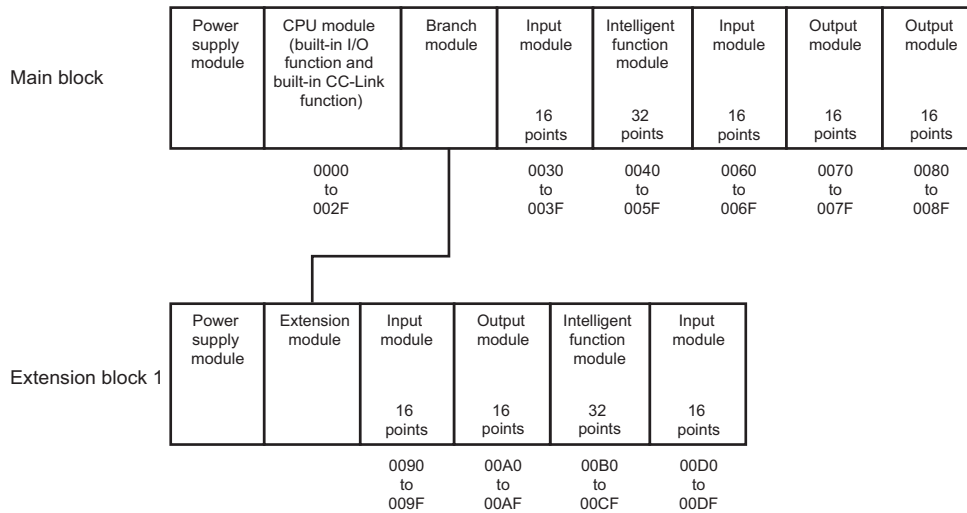 Main block
Power
supply
module
CPU module
(built-in I/O
function and
built-in CC-Link
function)
Branch
module
Input
module
16
points
Intelligent
function
module
32
points
Input
module
16
points
Output
module
16
points
Output
module
16
points
0000
to
002F
0030
to
003F
0040
to
005F
0060
to
006F
0070
to
007F
0080
to
008F
Extension block 1
Power
supply
module
Extension
module
Input
module
16
points
Output
module
16
points
Intelligent
function
module
32
points
Input
module
16
points
0090
to
009F
00A0
to
00AF
00B0
to
00CF
00D0
to
00DF